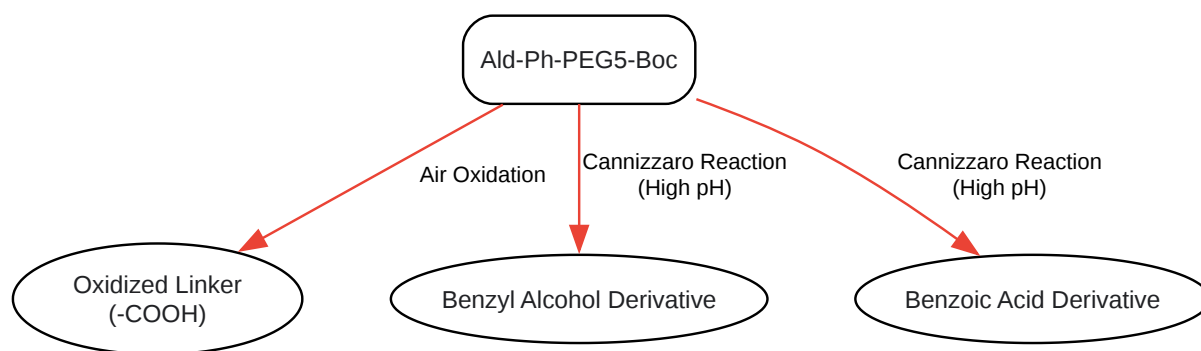 Ald-Ph-PEG5-Boc
Air Oxidation
Cannizzaro Reaction
(High pH)
Cannizzaro Reaction
(High pH)
Oxidized Linker
(-COOH)
Benzyl Alcohol Derivative
Benzoic Acid Derivative